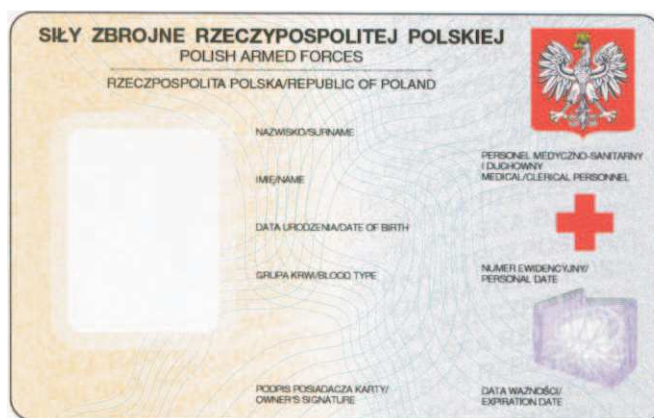 SIŁY ZBROJNE RZECZYPOSPOLITEJ POLSKIEJ
POLISH ARMED FORCES
RZECZPOSPOLITA POLSKA/REPUBLIC OF POLAND
NAZWISKO/SURNAME
IMIĘ/NAME
DATA URODZENIA/DATE OF BIRTH
GRUPA KRWI/BLOOD TYPE
PODPIS POSIADACZA KARTY/
OWNER'S SIGNATURE
PERSONEL MEDYCZNO-SANITARNY
I DUCHOWNY
MEDICAL/CLERICAL PERSONNEL
NUMER EWIDENCYJNY/
PERSONAL DATE
DATA WAŻNOŚCI/
EXPIRATION DATE